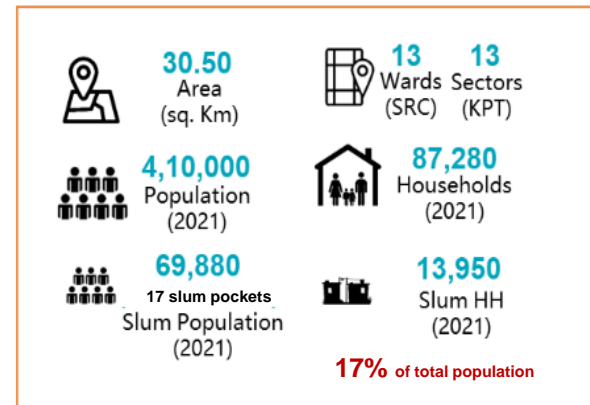 30.50
Area
(sq. Km)
13 13
Wards Sectors
(SRC) (KPT)
4,10,000
Population
(2021)
87,280
Households
(2021)
69,880
17 slum pockets
Slum Population
(2021)
13,950
Slum HH
(2021)
17% of total population